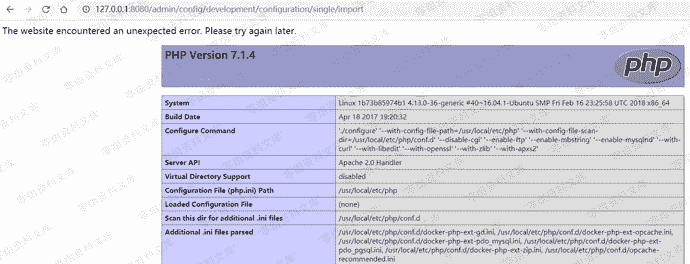 127.0.0.1:8080/admin/config/development/configuration/single/import
The website encountered an unexpected error. Please try again later.
PHP Version 7.1.4
php
System Linux 1b73b85974b1 4.13.0-36-generic #40~16.04.1-Ubuntu SMP Fri Feb 16 23:25:58 UTC 2018 x86_64
Build Date Apr 18 2017 19:20:32
Configure Command './configure' '--with-config-file-path=/usr/local/etc/php' '--with-config-file-scan-
dir=/usr/local/etc/php/conf.d' '--disable-cgi' '--enable-ftp' '--enable-mbstring' '--enable-mysqlnd' '--with-
curl' '--with-libedit' '--with-openssl' '--with-zlib' '--with-apxs2'
Server API Apache 2.0 Handler
Virtual Directory Support disabled
Configuration File (php.ini) Path /usr/local/etc/php
Loaded Configuration File (none)
Scan this dir for additional .ini files /usr/local/etc/php/conf.d
Additional .ini files parsed /usr/local/etc/php/conf.d/docker-php-ext-gd.ini, /usr/local/etc/php/conf.d/docker-php-ext-opcache.ini,
/usr/local/etc/php/conf.d/docker-php-ext-pdo_mysql.ini, /usr/local/etc/php/conf.d/docker-php-ext-
pdo_pgsql.ini, /usr/local/etc/php/conf.d/docker-php-ext-zip.ini, /usr/local/etc/php/conf.d/opcache-
recommended.ini